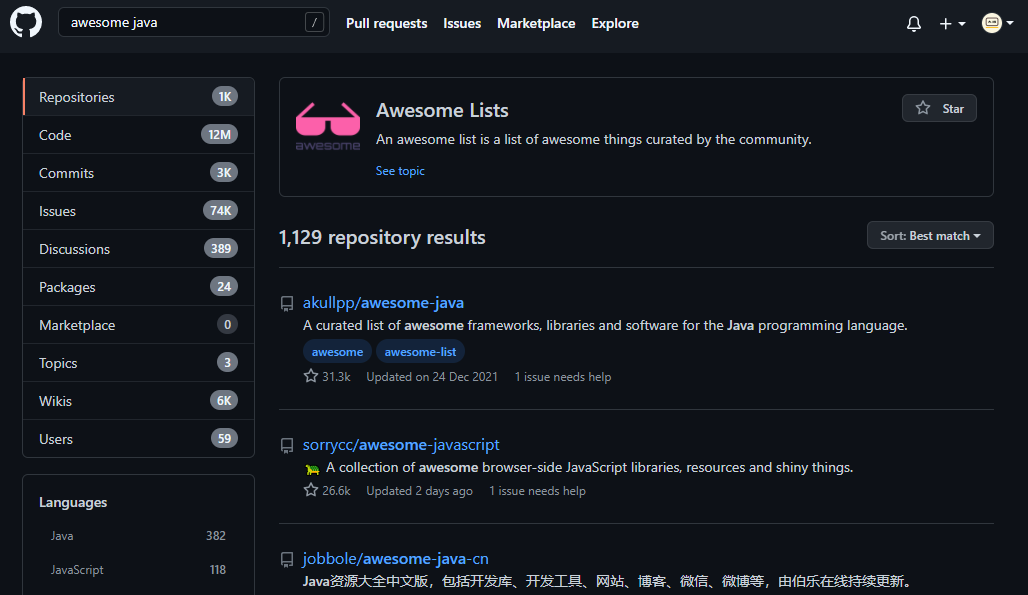 awesome java / Pull requests Issues Marketplace Explore
Repositories 1K
Code 12M
Commits 3K
Issues 74K
Discussions 389
Packages 24
Marketplace 0
Topics 3
Wikis 6K
Users 59
Languages
Java 382
JavaScript 118
awesome
Awesome Lists
Star
An awesome list is a list of awesome things curated by the community.
See topic
1,129 repository results
Sort: Best match
akullpp/awesome-java
A curated list of awesome frameworks, libraries and software for the Java programming language.
awesome awesome-list
31.3k Updated on 24 Dec 2021 1 issue needs help
sorrycc/awesome-javascript
A collection of awesome browser-side JavaScript libraries, resources and shiny things.
26.6k Updated 2 days ago 1 issue needs help
jobbole/awesome-java-cn
Java资源大全中文版，包括开发库、开发工具、网站、博客、微信、微博等，由伯乐在线持续更新。